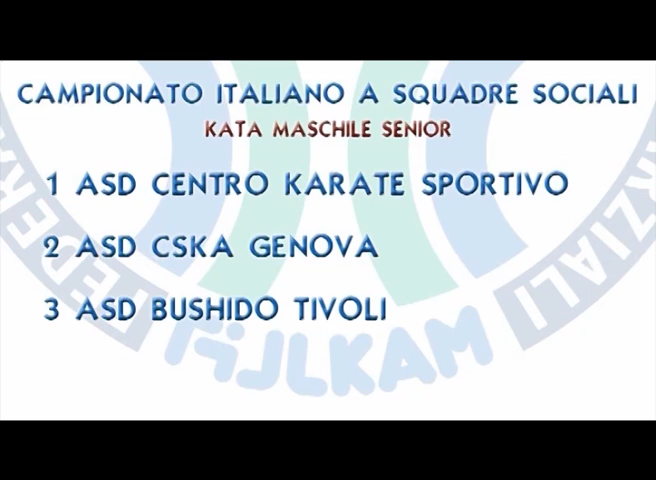 CAMPIONATO ITALIANO A SQUADRE SOCIALI
KATA MASCHILE SENIOR
1 ASD CENTRO KARATE SPORTIVO
2 ASD CSKA GENOVA
3 ASD BUSHIDO TIVOLI
FIJLKAM